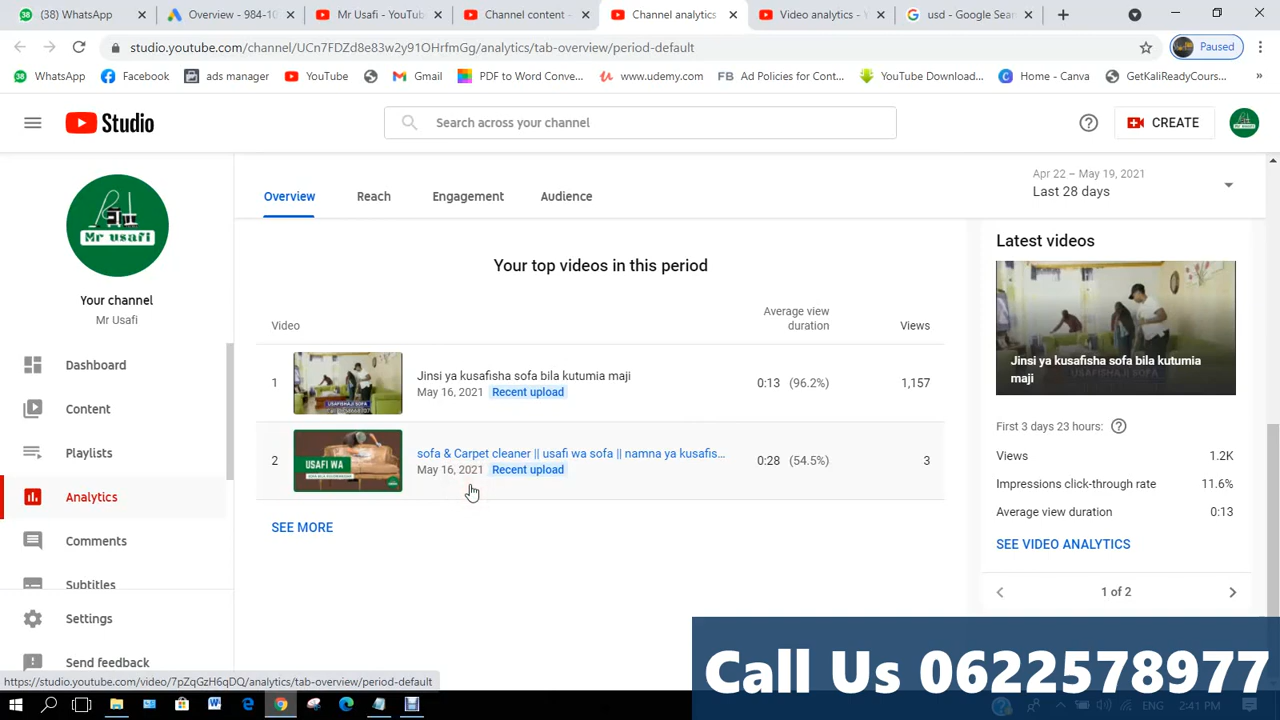 (38) WhatsApp
Overview - 984-10
Mr Usafi - YouTube
Channel content -
Channel analytics
Video analytics - Y
usd - Google Sear
studio.youtube.com/channel/UCn7FDZd8e83w2y91OHrfmGg/analytics/tab-overview/period-default
Paused
38 WhatsApp
Facebook
ads manager
YouTube
Gmail
PDF to Word Conve...
www.udemy.com
FB Ad Policies for Cont...
YouTube Download...
Home - Canva
GetKaliReadyCours...
»
Studio
Search across your channel
CREATE
Mr usafi
Your channel
Mr Usafi
Dashboard
Content
Playlists
Analytics
Comments
Subtitles
Settings
Send feedback
Overview
Reach
Engagement
Audience
Apr 22 – May 19, 2021
Last 28 days
Your top videos in this period
Video
Average view
duration
Views
1
Jinsi ya kusafisha sofa bila kutumia maji
May 16, 2021 Recent upload
0:13 (96.2%)
1,157
2
USAFI WA
sofa & Carpet cleaner || usafi wa sofa || namna ya kusafis...
May 16, 2021 Recent upload
0:28 (54.5%)
3
SEE MORE
Latest videos
Jinsi ya kusafisha sofa bila kutumia
maji
First 3 days 23 hours:
Views 1.2K
Impressions click-through rate 11.6%
Average view duration 0:13
SEE VIDEO ANALYTICS
1 of 2
Call Us 0622578977
https://studio.youtube.com/video/7pZqGzH6qDQ/analytics/tab-overview/period-default
ENG
2:41 PM